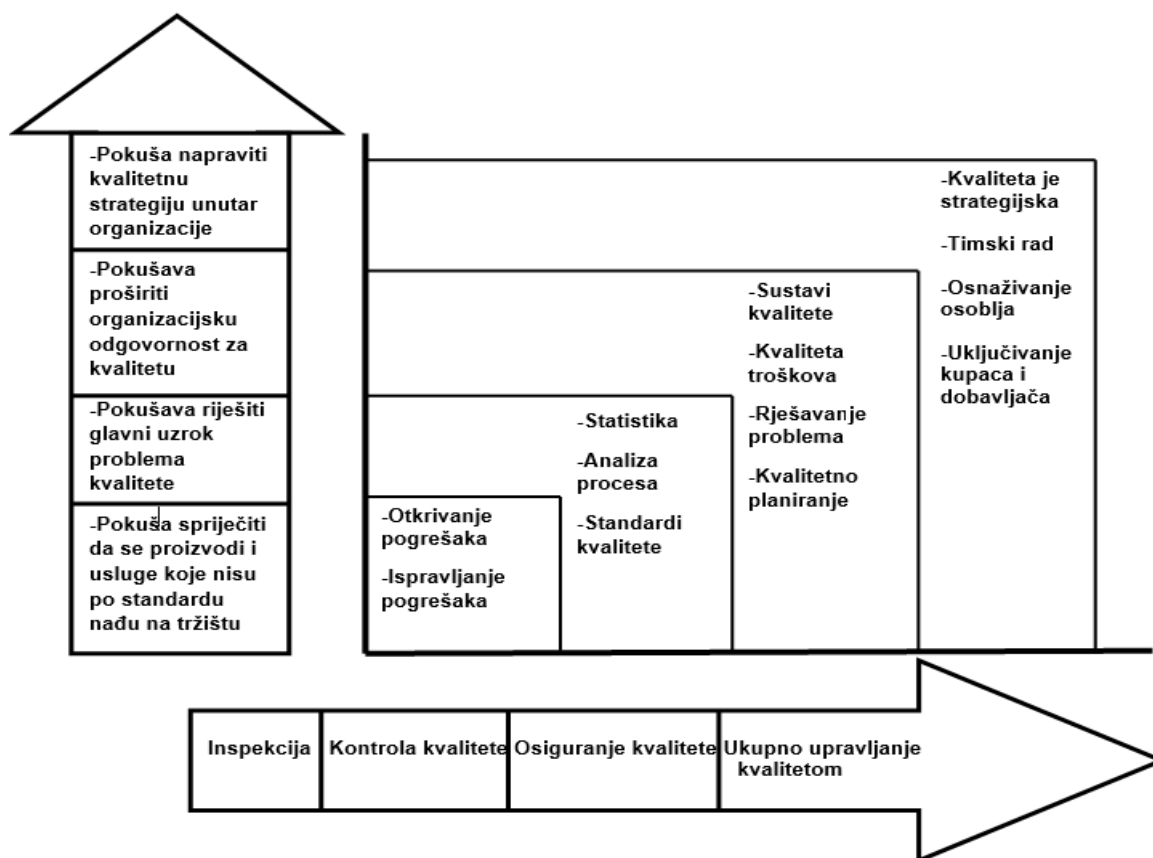 -Pokuša napraviti
kvalitetnu
strategiju unutar
organizacije
-Pokušava
proširiti
organizacijsku
odgovornost za
kvalitetu
-Pokušava riješiti
glavni uzrok
problema
kvalitete
-Pokuša spriječiti
da se proizvodi i
usluge koje nisu
po standardu
nađu na tržištu
-Otkrivanje
pogrešaka
-Ispravljanje
pogrešaka
-Statistika
-Analiza
procesa
-Standardi
kvalitete
-Sustavi
kvalitete
-Kvaliteta
troškova
-Rješavanje
problema
-Kvalitetno
planiranje
-Kvaliteta je
strategijska
-Timski rad
-Osnaživanje
osoblja
-Uključivanje
kupaca i
dobavljača
Inspekcija
Kontrola kvalitete
Osiguranje kvalitete
Ukupno upravljanje
kvalitetom